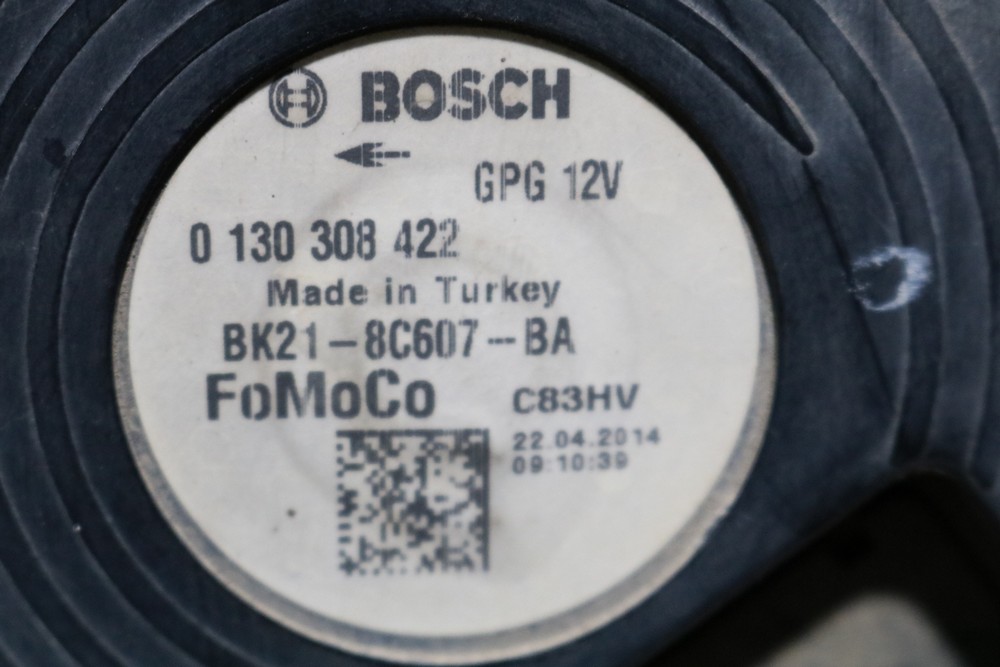 BOSCH
GPG 12V
0 130 308 422
Made in Turkey
BK21-8C607-BA
FoMoCo
C83HV
22.04.2014
09:10:39